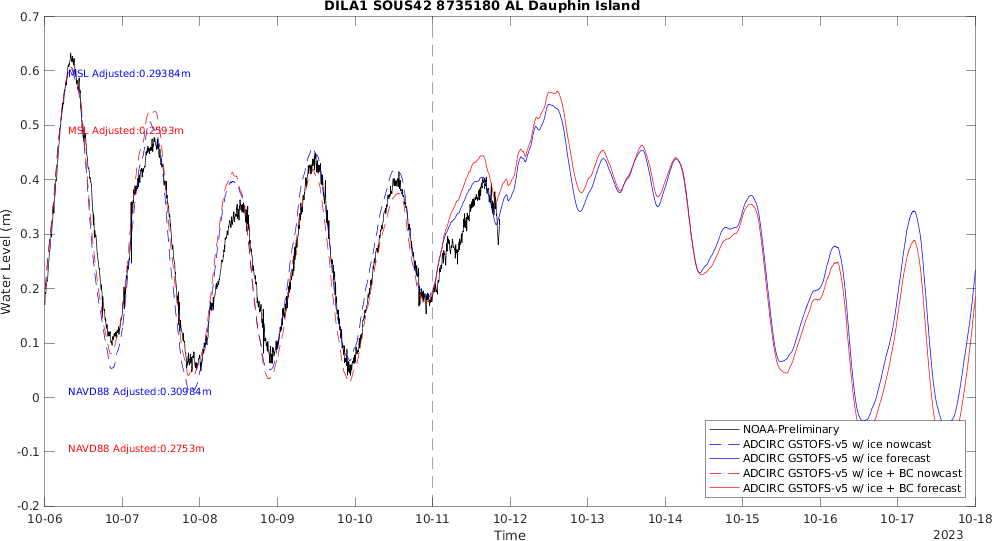 DILA1 SOUS42 8735180 AL Dauphin Island
Water Level (m)
0.7
0.6
0.5
0.4
0.3
0.2
0.1
0
-0.1
-0.2
MSL Adjusted:0.29384m
MSL Adjusted:0.2593m
NAVD88 Adjusted:0.30984m
NAVD88 Adjusted:0.2753m
NOAA-Preliminary
ADCIRC GSTOFS-v5 w/ ice nowcast
ADCIRC GSTOFS-v5 w/ ice forecast
ADCIRC GSTOFS-v5 w/ ice + BC nowcast
ADCIRC GSTOFS-v5 w/ ice + BC forecast
10-06 10-07 10-08 10-09 10-10 10-11 10-12 10-13 10-14 10-15 10-16 10-17 10-18
Time
2023